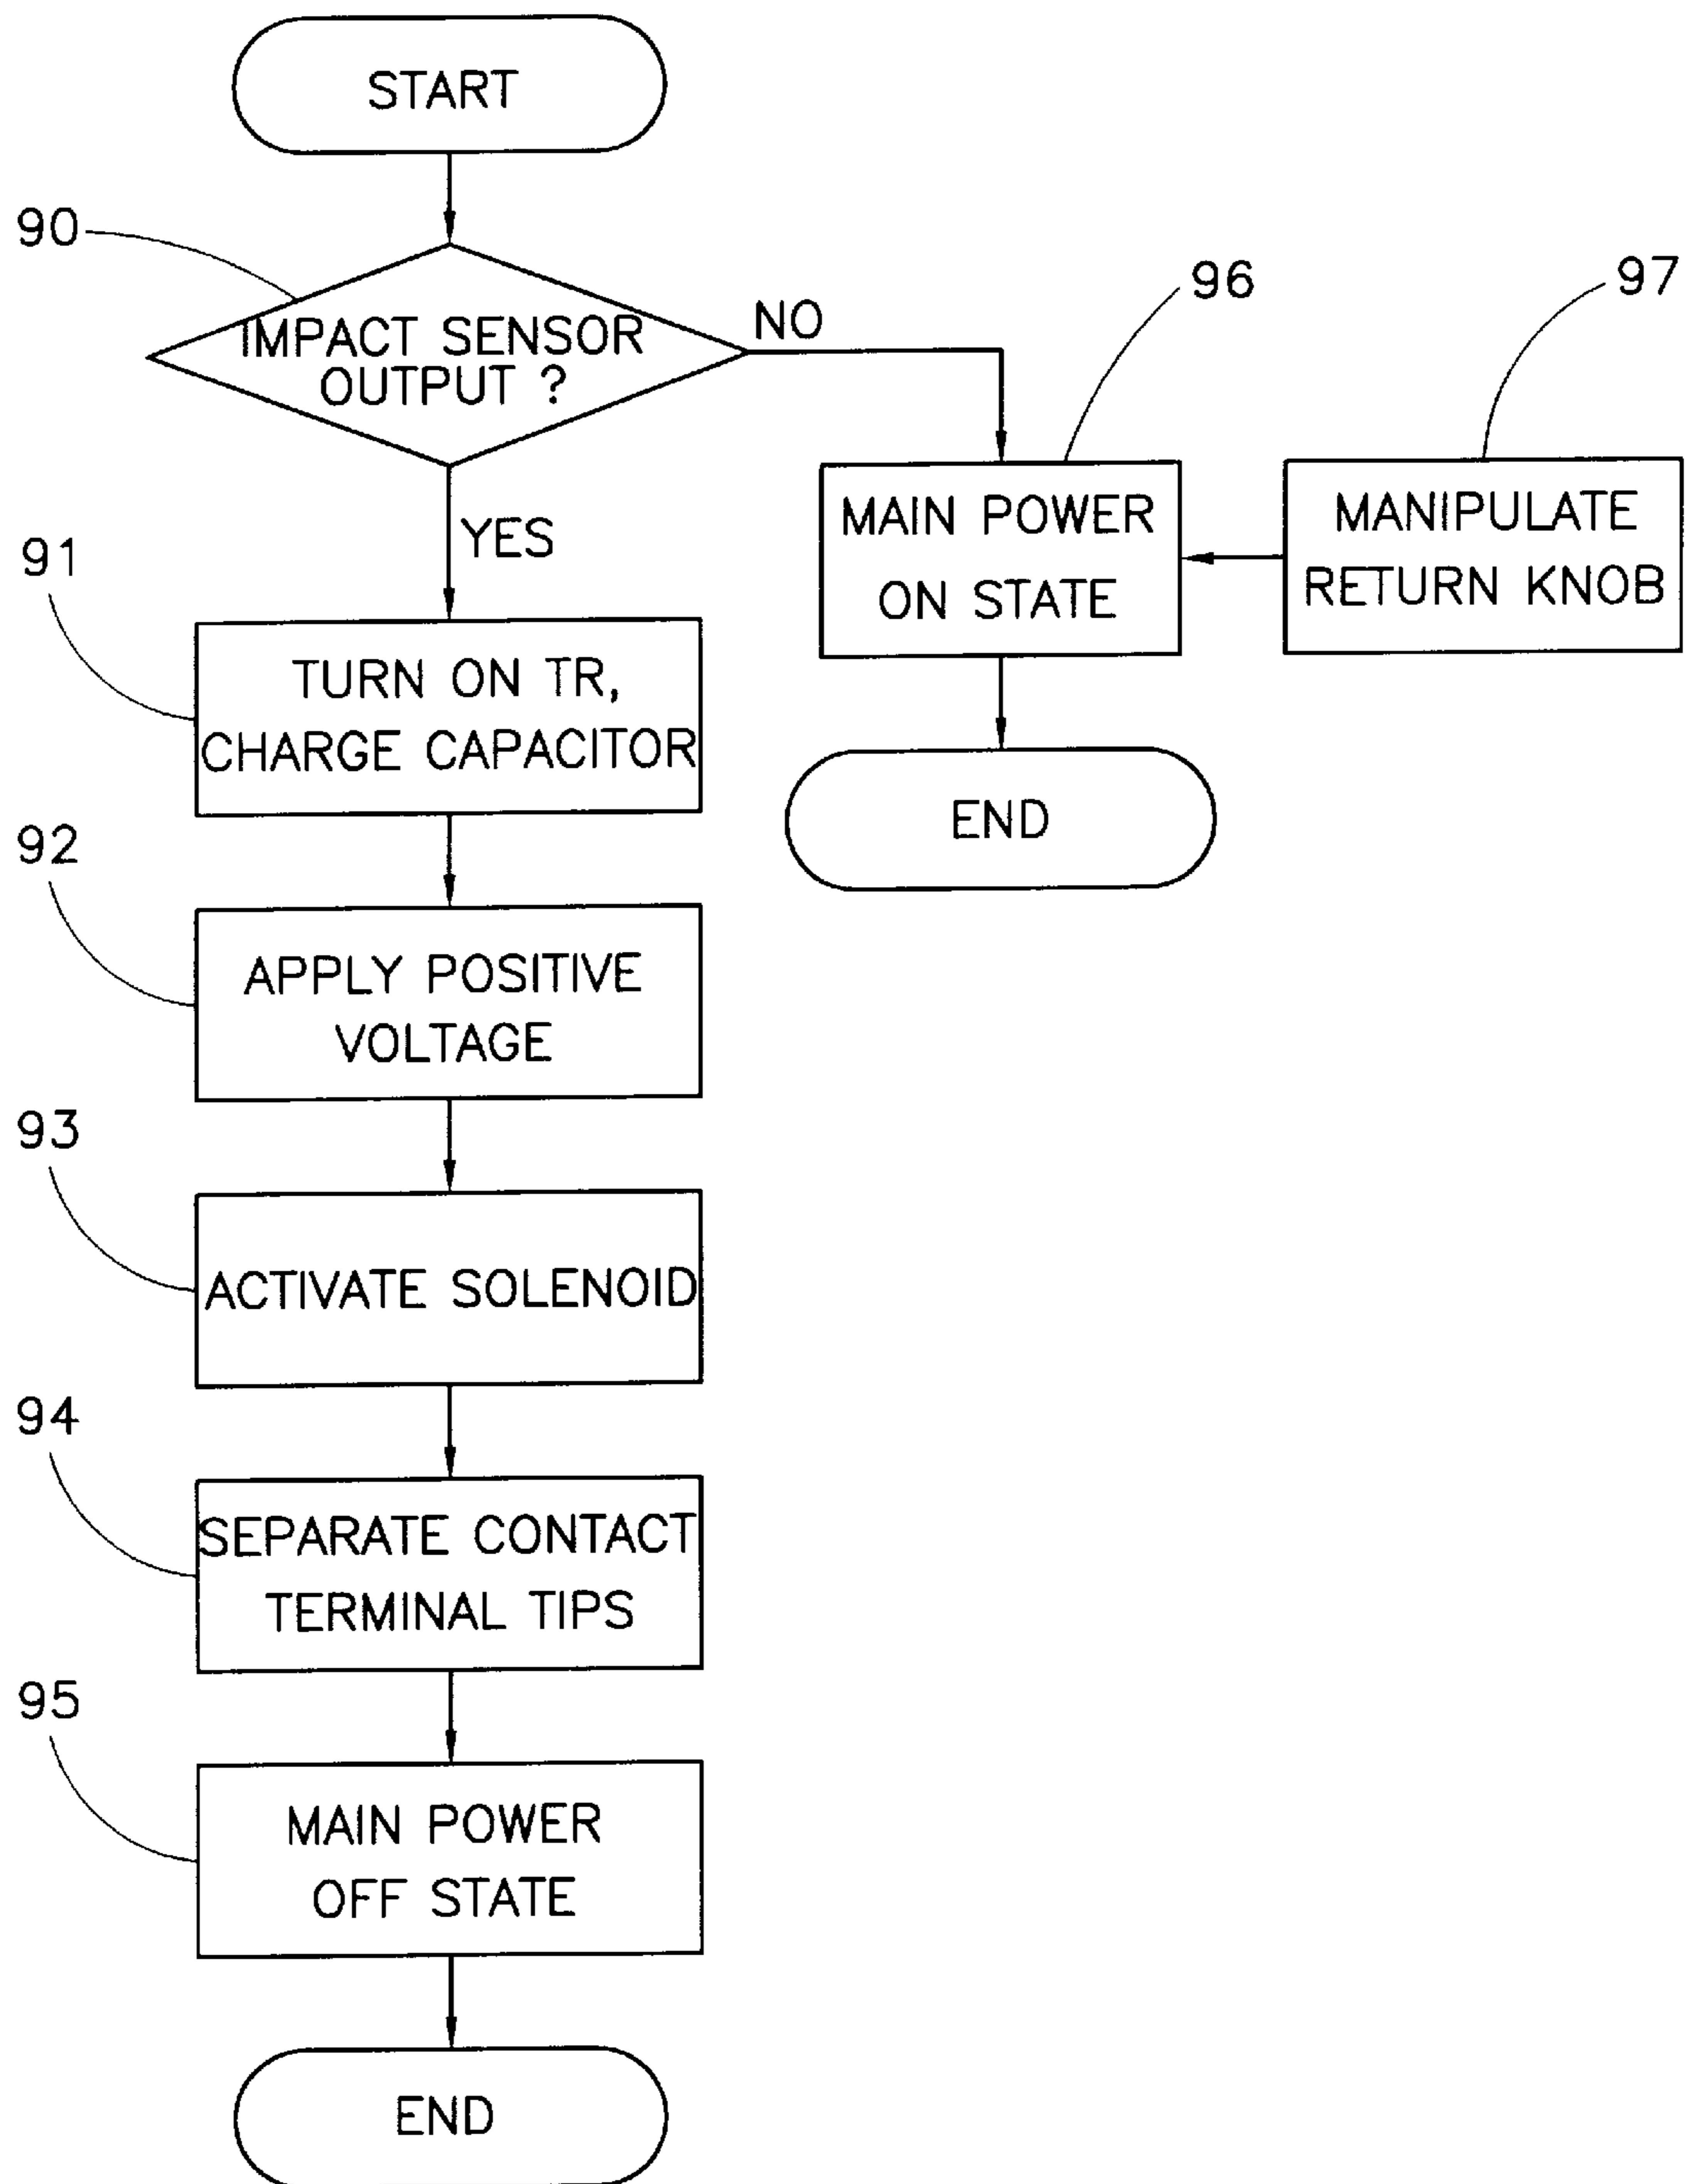 START
90
IMPACT SENSOR
OUTPUT ?
NO
YES
96
97
MAIN POWER
ON STATE
MANIPULATE
RETURN KNOB
END
91
TURN ON TR,
CHARGE CAPACITOR
92
APPLY POSITIVE
VOLTAGE
93
ACTIVATE SOLENOID
94
SEPARATE CONTACT
TERMINAL TIPS
95
MAIN POWER
OFF STATE
END